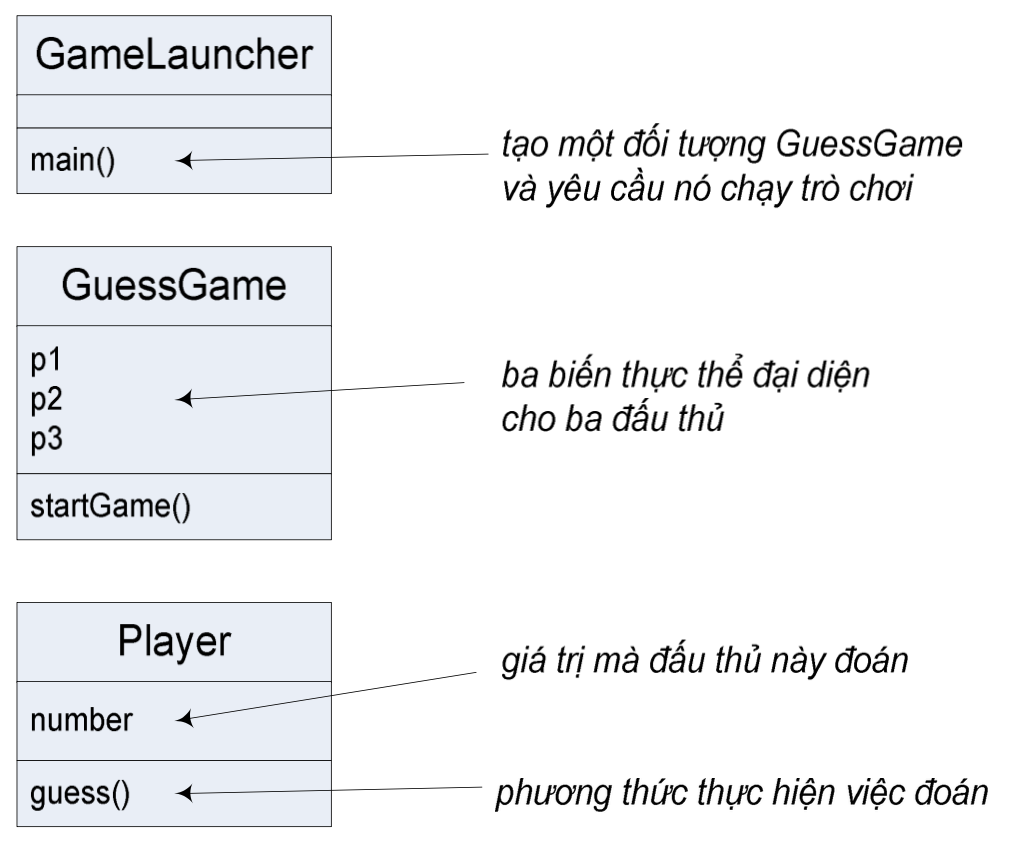 GameLauncher
main()
tạo một đối tượng GuessGame
và yêu cầu nó chạy trò chơi
GuessGame
p1
p2
p3
ba biến thực thể đại diện
cho ba đấu thủ
startGame()
Player
number
giá trị mà đấu thủ này đoán
guess()
phương thức thực hiện việc đoán